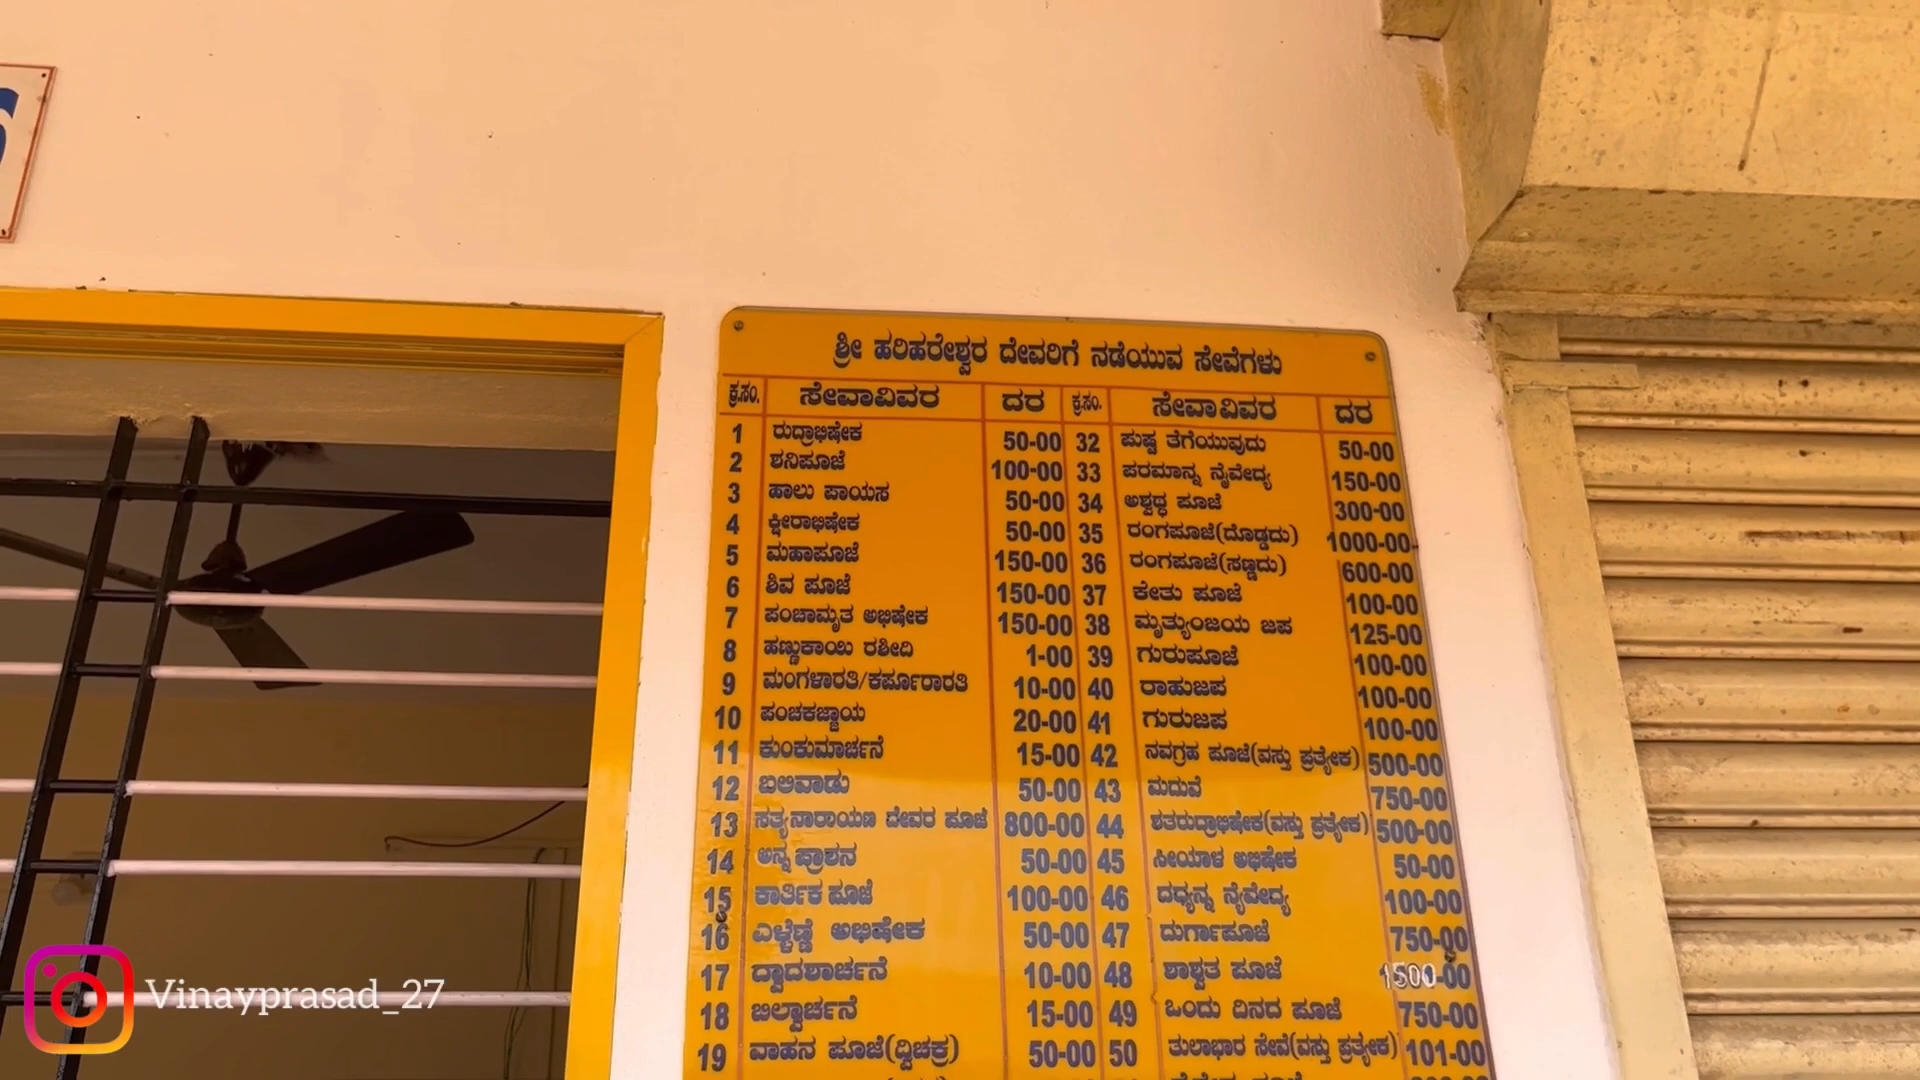 ಶ್ರೀ ಹರಿಹರೇಶ್ವರ ದೇವರಿಗೆ ನಡೆಯುವ ಸೇವೆಗಳು
ಕ್ರ.ಸಂ. ಸೇವಾವಿವರ ದರ ಕ್ರ.ಸಂ. ಸೇವಾವಿವರ ದರ
1 ರುದ್ರಾಭಿಷೇಕ 50-00 32 ಪುಷ್ಪ ತೆಗೆಯುವುದು 50-00
2 ಶನಿಪೂಜೆ 100-00 33 ಪರಮಾನ್ನ ನೈವೇದ್ಯ 150-00
3 ಹಾಲು ಪಾಯಸ 50-00 34 ಅಶ್ವಥ ಪೂಜೆ 300-00
4 ಕ್ಷೀರಾಭಿಷೇಕ 50-00 35 ರಂಗಪೂಜೆ(ದೊಡ್ಡದು) 1000-00
5 ಮಹಾಪೂಜೆ 150-00 36 ರಂಗಪೂಜೆ(ಸಣ್ಣದು) 600-00
6 ಶಿವ ಪೂಜೆ 150-00 37 ಕೇತು ಪೂಜೆ 100-00
7 ಪಂಚಾಮೃತ ಅಭಿಷೇಕ 150-00 38 ಮೃತ್ಯುಂಜಯ ಜಪ 125-00
8 ಹಣ್ಣುಕಾಯಿ ರಶೀದಿ 1-00 39 ಗುರುಪೂಜೆ 100-00
9 ಮಂಗಳಾರತಿ/ಕರ್ಪೂರಾರತಿ 10-00 40 ರಾಹುಜಪ 100-00
10 ಪಂಚಕಜ್ಜಾಯ 20-00 41 ಗುರುಜಪ 100-00
11 ಕುಂಕುಮಾರ್ಚನೆ 15-00 42 ನವಗ್ರಹ ಪೂಜೆ(ವಸ್ತು ಪ್ರತ್ಯೇಕ) 500-00
12 ಬಲಿವಾಡು 50-00 43 ಮದುವೆ 750-00
13 ಸತ್ಯನಾರಾಯಣ ದೇವರ ಪೂಜೆ 800-00 44 ಶತರುದ್ರಾಭಿಷೇಕ(ವಸ್ತು ಪ್ರತ್ಯೇಕ) 500-00
14 ಅನ್ನಪ್ರಾಶನ 50-00 45 ಸೀಯಾಳ ಅಭಿಷೇಕ 50-00
15 ಕಾರ್ತಿಕ ಪೂಜೆ 100-00 46 ದಧ್ಯನ್ನ ನೈವೇದ್ಯ 100-00
16 ಎಳ್ಳೆಣ್ಣೆ ಅಭಿಷೇಕ 50-00 47 ದುರ್ಗಾಪೂಜೆ 750-00
17 ದ್ವಾದಶಾರ್ಚನೆ 10-00 48 ಶಾಶ್ವತ ಪೂಜೆ 1500-00
18 ಬಿಲ್ವಾರ್ಚನೆ 15-00 49 ಒಂದು ದಿನದ ಪೂಜೆ 750-00
19 ವಾಹನ ಪೂಜೆ(ದ್ವಿಚಕ್ರ) 50-00 50 ತುಲಾಭಾರ ಸೇವೆ(ವಸ್ತು ಪ್ರತ್ಯೇಕ) 101-00
Vinayprasad_27